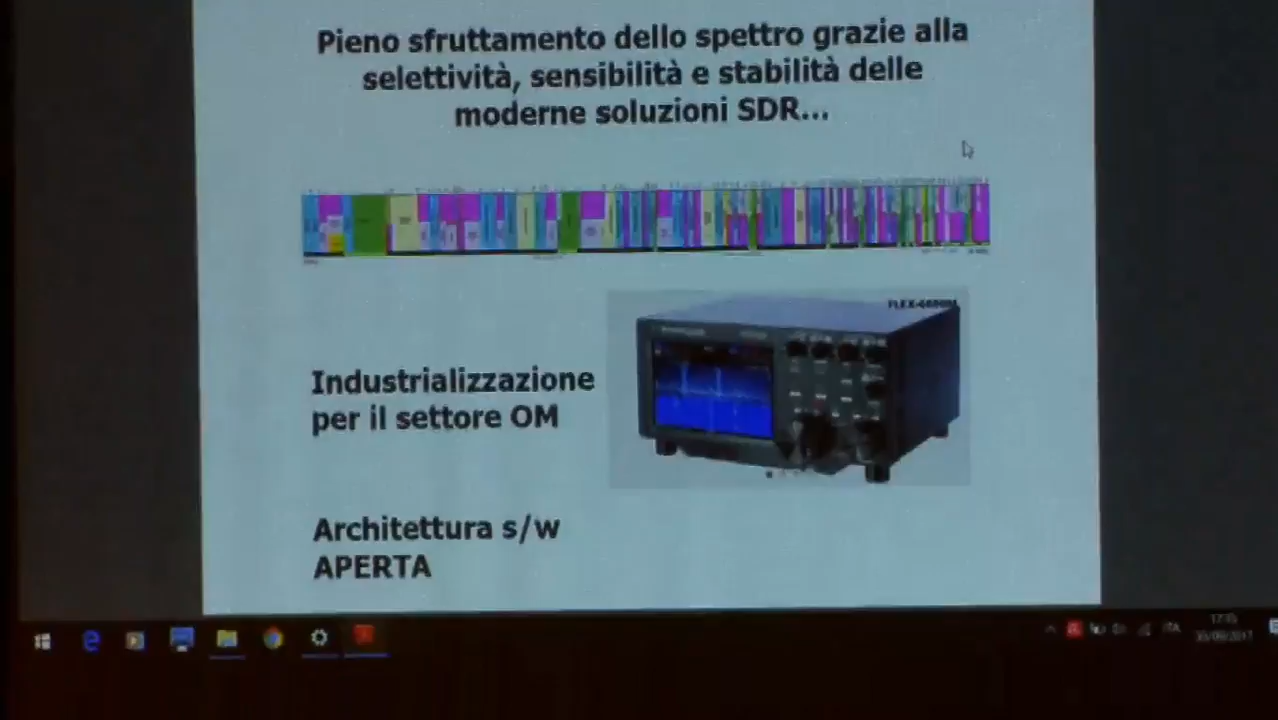 Pieno sfruttamento dello spettro grazie alla
selettività, sensibilità e stabilità delle
moderne soluzioni SDR...
Industrializzazione
per il settore OM
Architettura s/w
APERTA
ITA